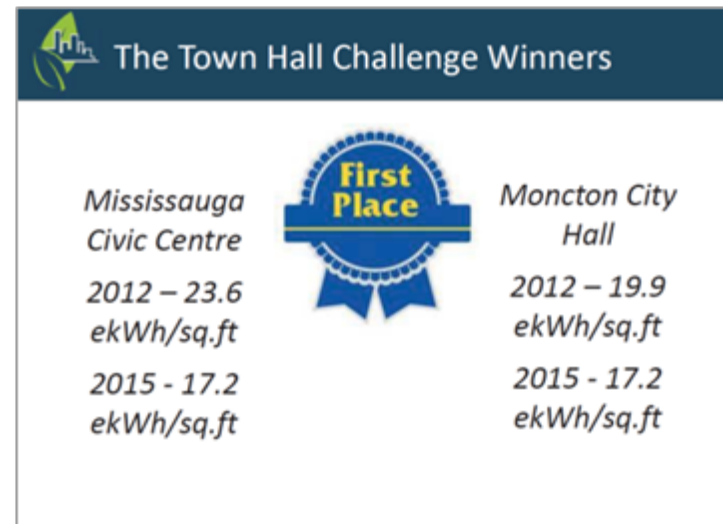 The Town Hall Challenge Winners
First
Place
Mississauga
Civic Centre
2012 – 23.6
ekWh/sq.ft
2015 - 17.2
ekWh/sq.ft
Moncton City
Hall
2012 – 19.9
ekWh/sq.ft
2015 - 17.2
ekWh/sq.ft